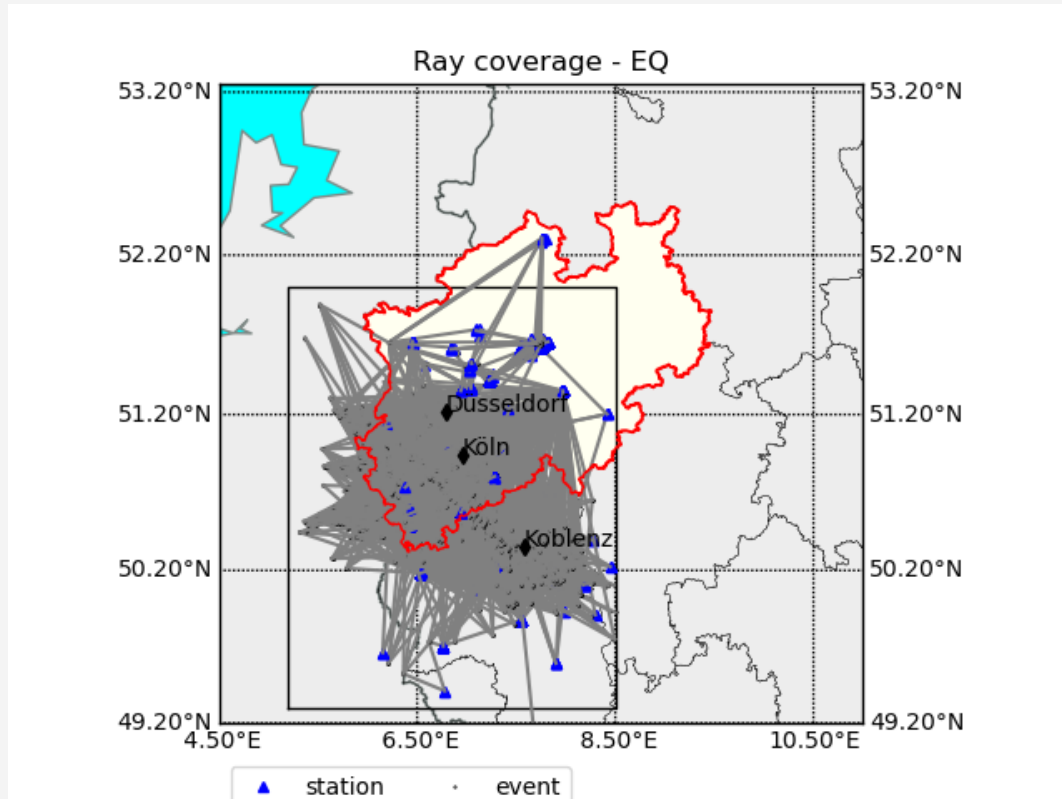 Ray coverage - EQ
53.20°N 53.20°N
52.20°N 52.20°N
51.20°N Düsseldorf 51.20°N
Köln
Koblenz
50.20°N 50.20°N
49.20°N 49.20°N
4.50°E 6.50°E 8.50°E 10.50°E
station event